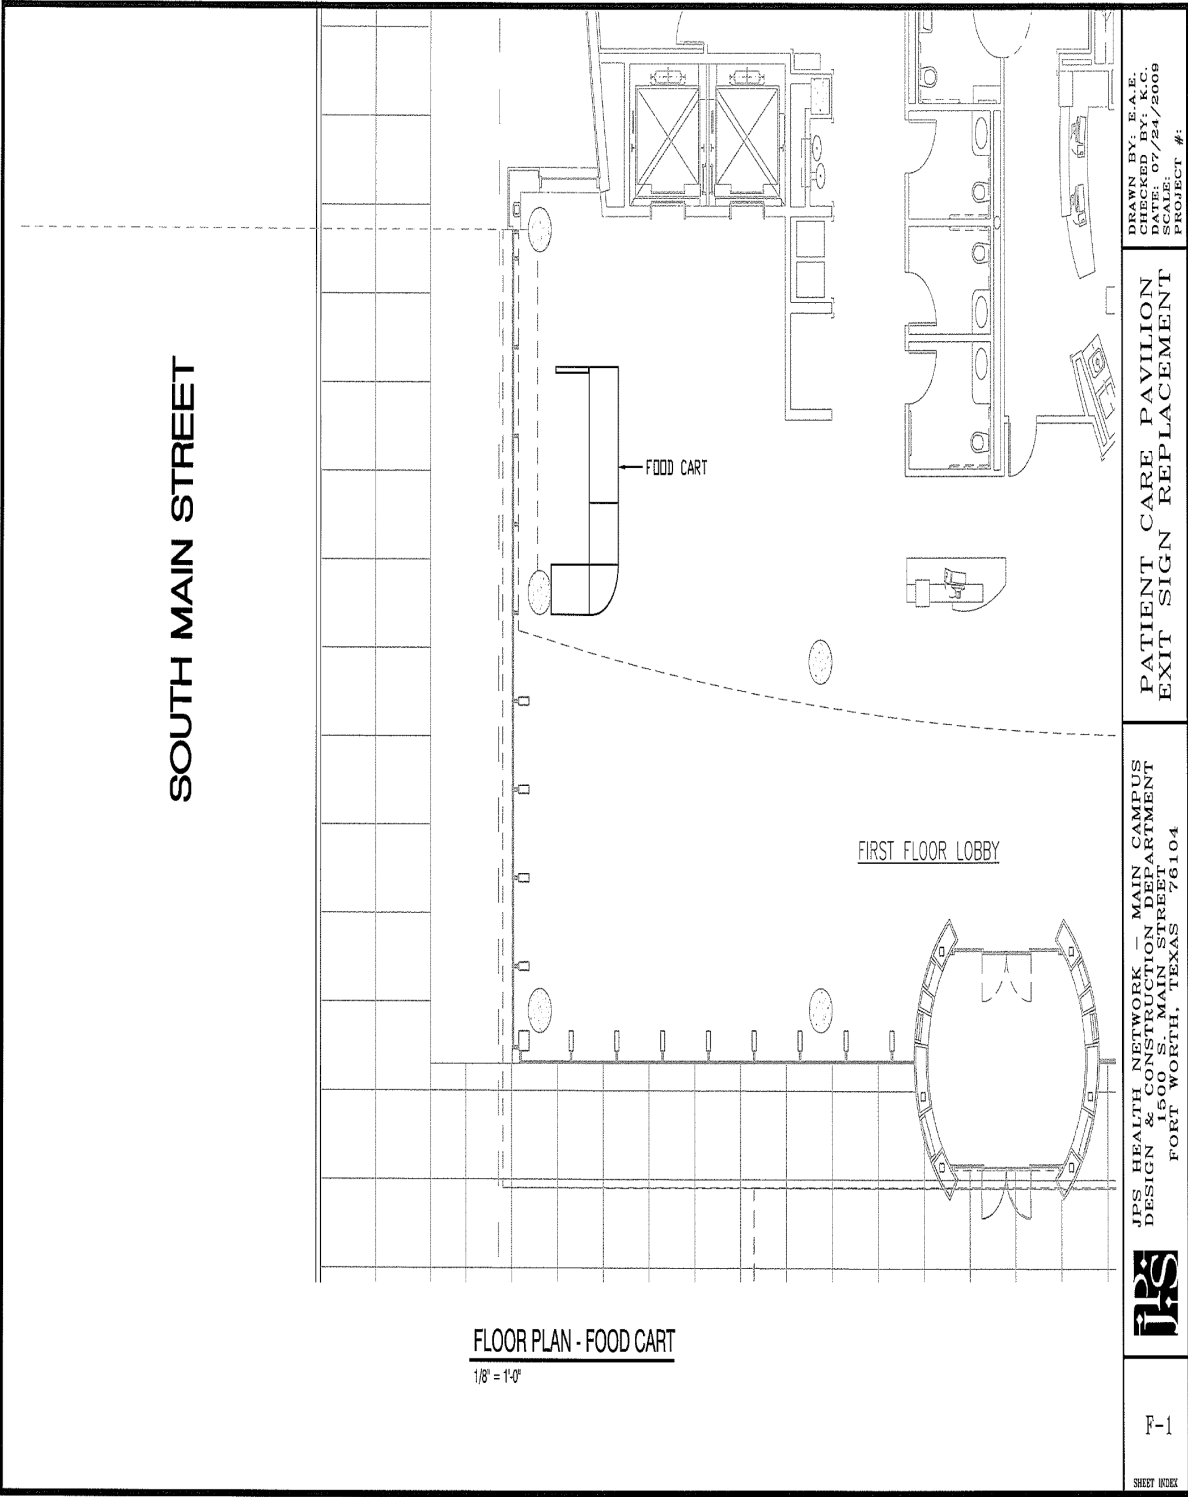 SOUTH MAIN STREET
FOOD CART
FIRST FLOOR LOBBY
FLOOR PLAN - FOOD CART
1/8" = 1'-0"
DRAWN BY: E.A.E.
CHECKED BY: K.C.
DATE: 07/24/2009
SCALE:
PROJECT #:
PATIENT CARE PAVILION
EXIT SIGN REPLACEMENT
JPS HEALTH NETWORK - MAIN CAMPUS
DESIGN & CONSTRUCTION DEPARTMENT
1500 S. MAIN STREET
FORT WORTH, TEXAS 76104
JPS
F-1
SHEET INDEX